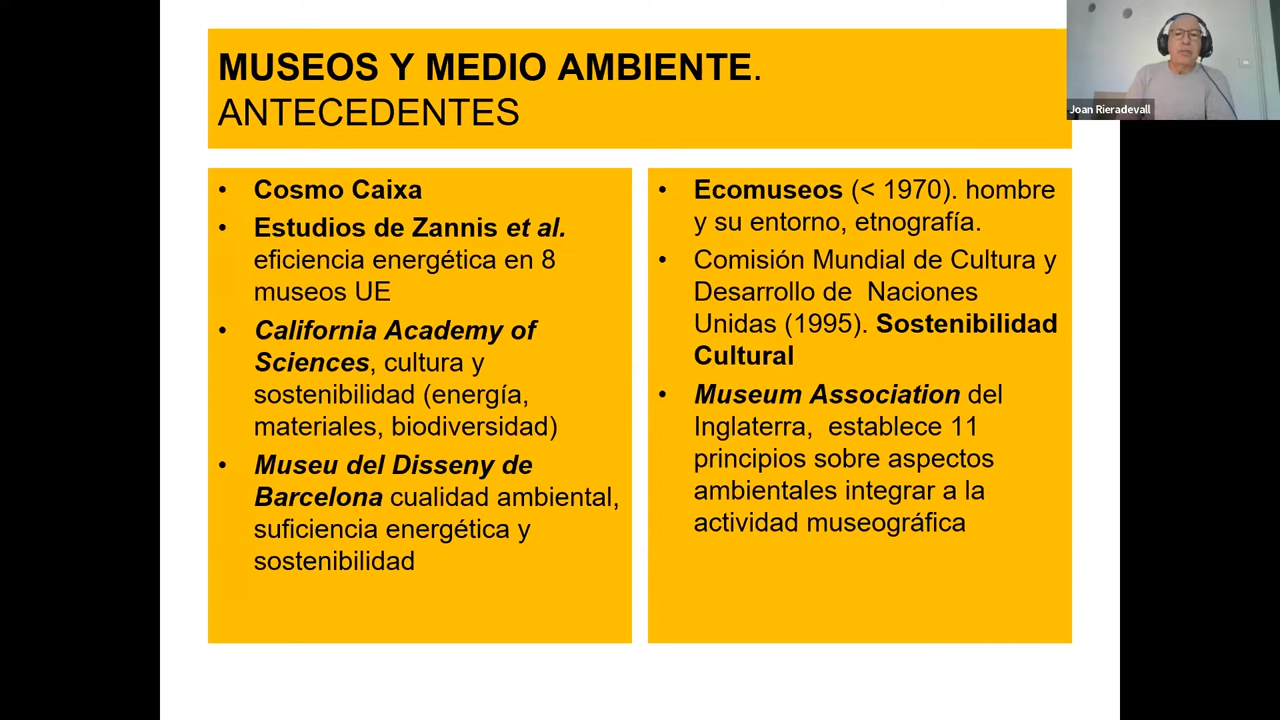 MUSEOS Y MEDIO AMBIENTE.
ANTECEDENTES
• Cosmo Caixa
• Estudios de Zannis et al.
eficiencia energética en 8
museos UE
• California Academy of
Sciences, cultura y
sostenibilidad (energía,
materiales, biodiversidad)
• Museu del Disseny de
Barcelona cualidad ambiental,
suficiencia energética y
sostenibilidad
• Ecomuseos (< 1970). hombre
y su entorno, etnografía.
• Comisión Mundial de Cultura y
Desarrollo de  Naciones
Unidas (1995). Sostenibilidad
Cultural
• Museum Association del
Inglaterra,  establece 11
principios sobre aspectos
ambientales integrar a la
actividad museográfica
Joan Rieradevall